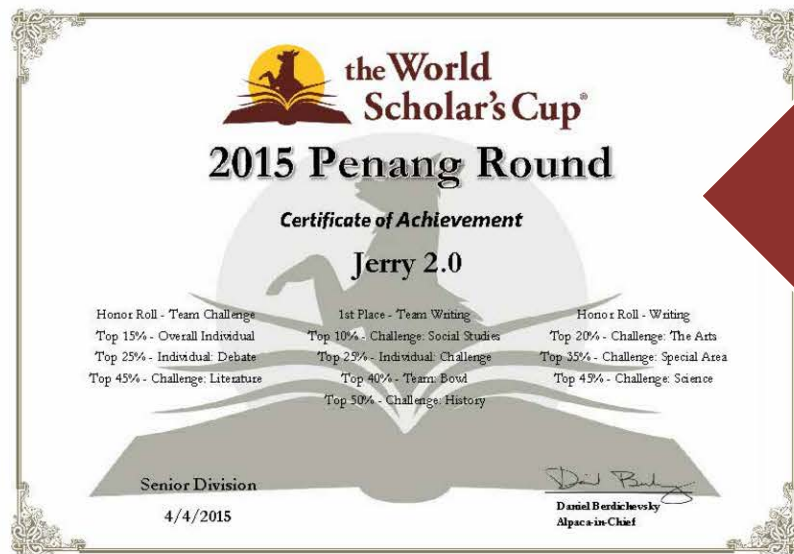 the World
Scholar's Cup®
2015 Penang Round
Certificate of Achievement
Jerry 2.0
Honor Roll - Team Challenge
Top 15% - Overall Individual
Top 25% - Individual: Debate
Top 45% - Challenge: Literature
1st Place - Team Writing
Top 10% - Challenge: Social Studies
Top 25% - Individual: Challenge
Top 40% - Team: Bowl
Top 50% - Challenge: History
Honor Roll - Writing
Top 20% - Challenge: The Arts
Top 35% - Challenge: Special Area
Top 45% - Challenge: Science
Senior Division
4/4/2015
Daniel Berdichevsky
Alpaca-in-Chief